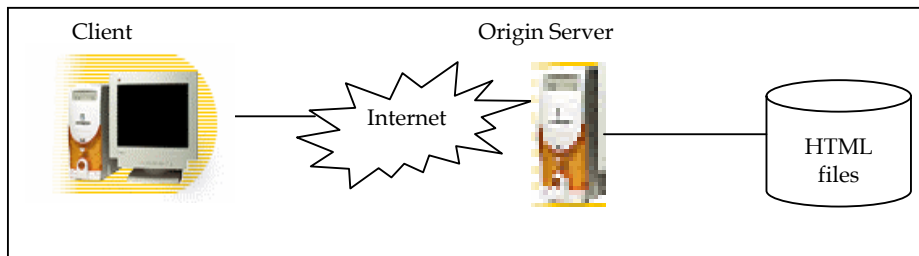 Client
Origin Server
Internet
HTML
files